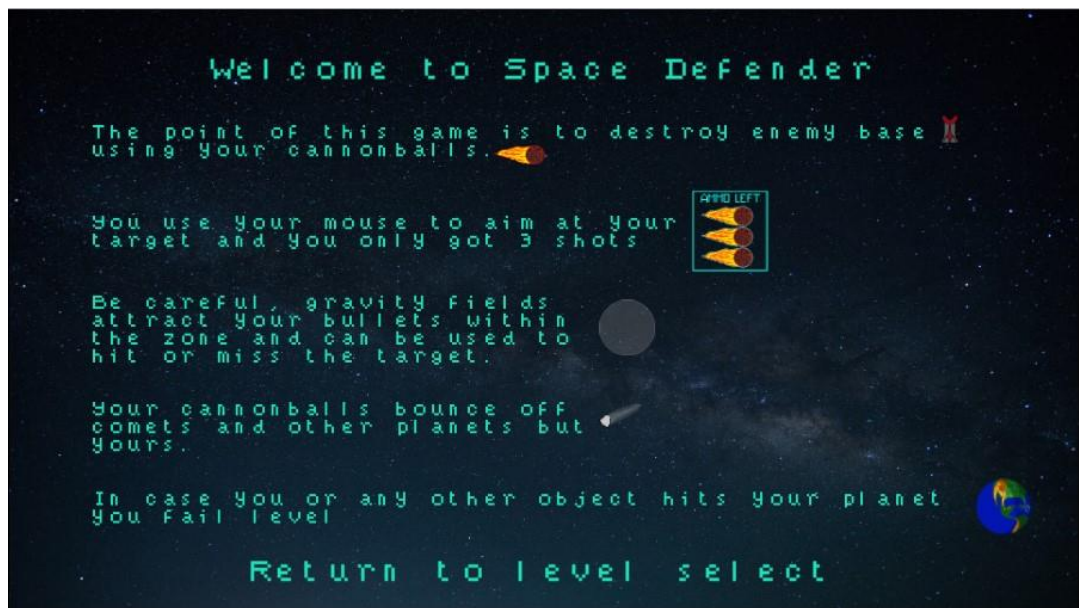 Welcome to Space Defender
The point of this game is to destroy enemy base
using your cannonballs.
You use your mouse to aim at your
target and you only got 3 shots
AMMO LEFT
Be careful, gravity fields
attract your bullets within
the zone and can be used to
hit or miss the target.
Your cannonballs bounce off
comets and other planets but
yours.
In case you or any other object hits your planet
you fail level
Return to level select